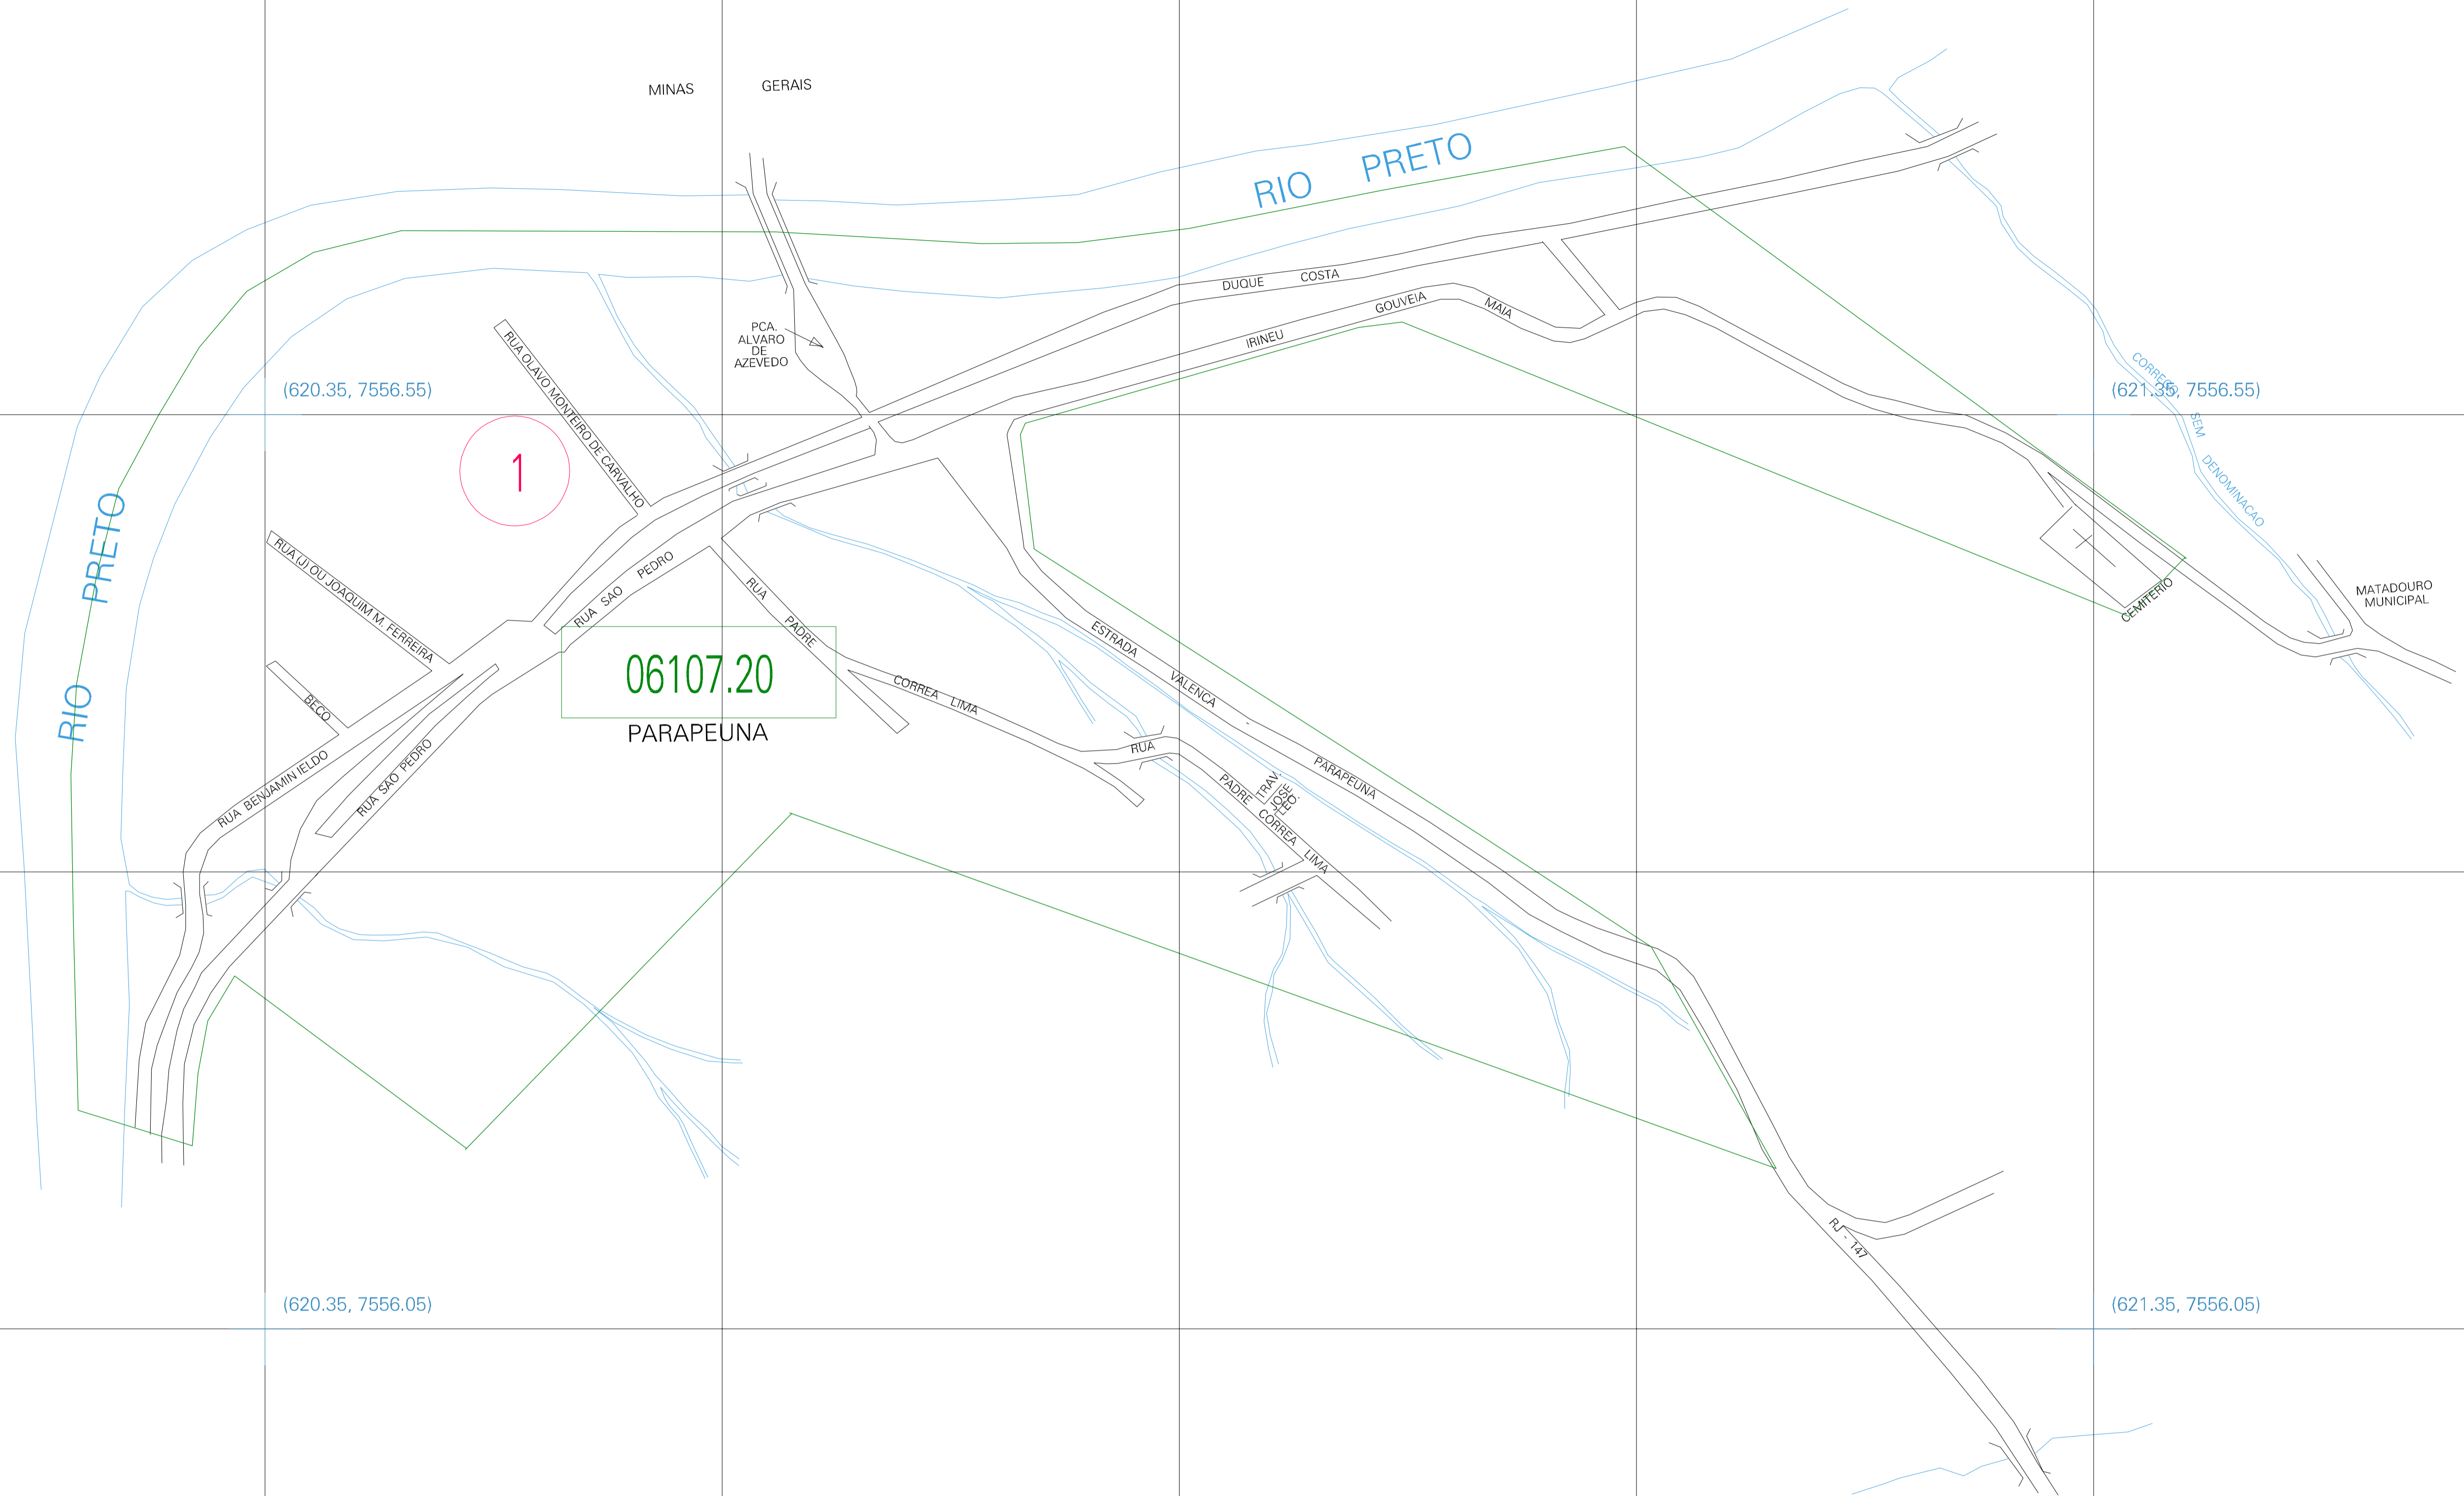 MINAS GERAIS
RIO PRETO
DUQUE COSTA
IRINEU GOUVEIA MAIA
PCA.
ALVARO
DE
AZEVEDO
RUA OLAVO MONTEIRO DE CARVALHO
(620.35, 7556.55)
(621.35, 7556.55)
CORREGO SEM DENOMINACAO
1
RIO PRETO
RUA (J) OU JOAQUIM M. FERREIRA
RUA SAO PEDRO
RUA PADRE CORREA LIMA
CEMITERIO
MATADOURO
MUNICIPAL
06107.20
PARAPEUNA
BECO
RUA BENJAMIN IELDO
RUA SAO PEDRO
ESTRADA VALENCA - PARAPEUNA
RUA PADRE CORREA LIMA
TRAV.
JOSE
LEO.
RJ - 147
(620.35, 7556.05)
(621.35, 7556.05)